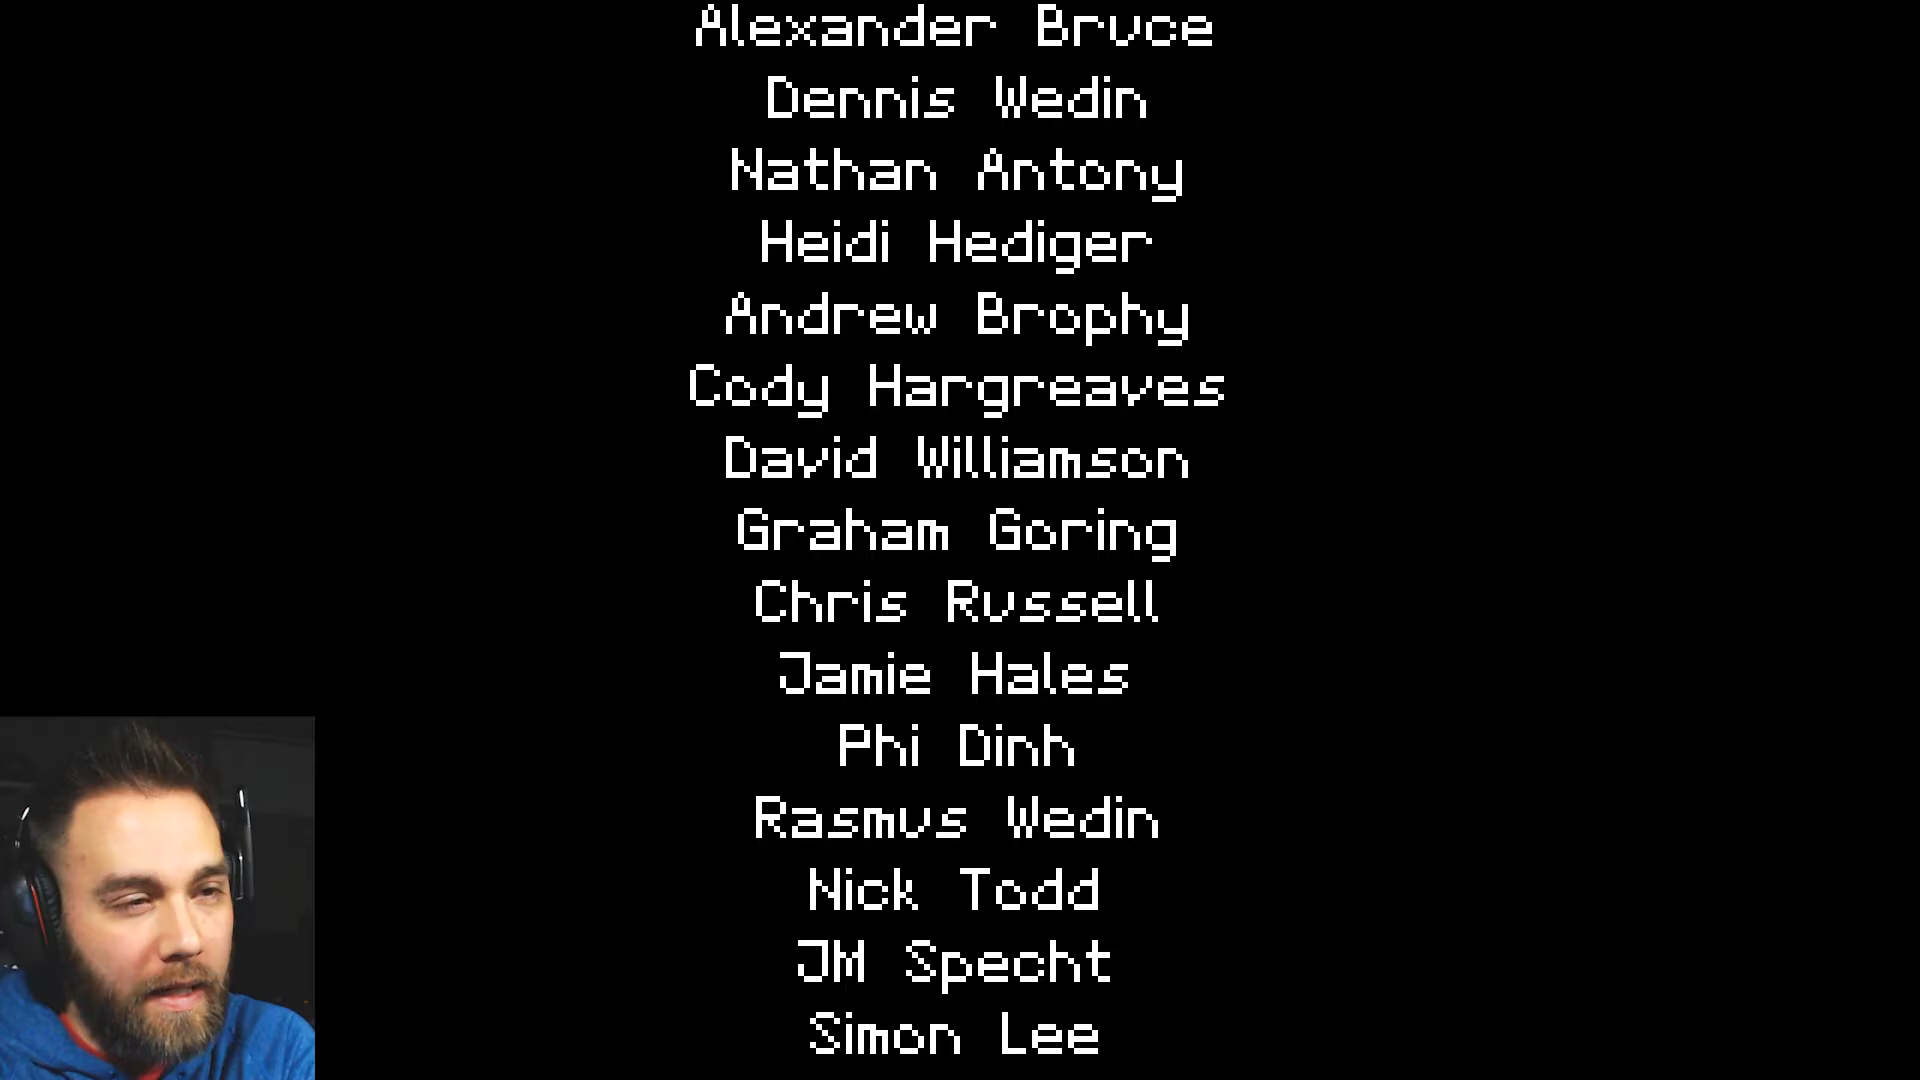 Alexander Bruce
Dennis Wedin
Nathan Antony
Heidi Hediger
Andrew Brophy
Cody Hargreaves
David Williamson
Graham Goring
Chris Russell
Jamie Hales
Phi Dinh
Rasmus Wedin
Nick Todd
JM Specht
Simon Lee